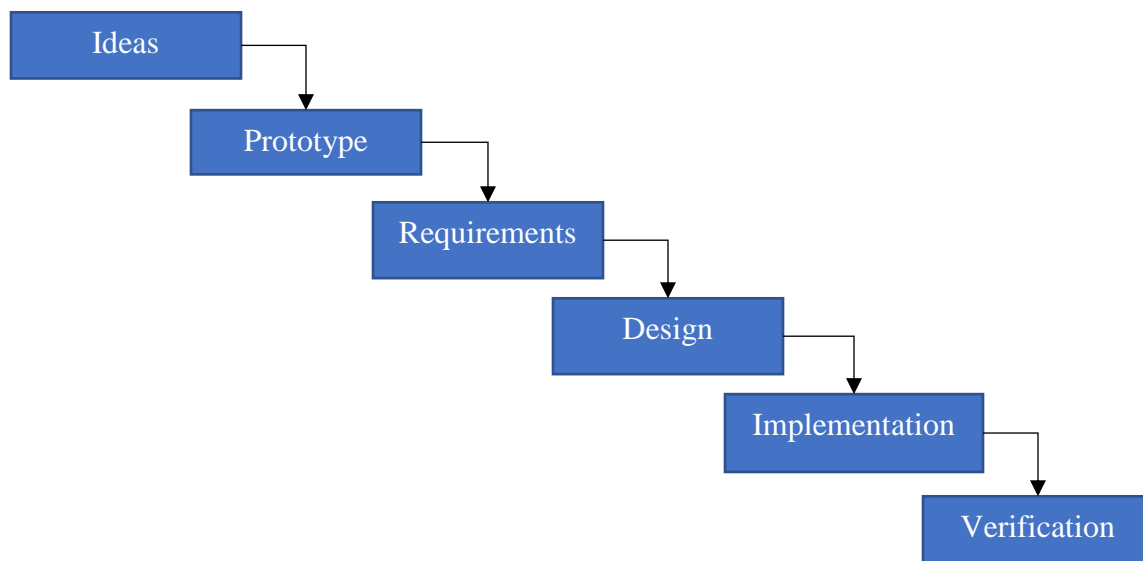 Ideas
Prototype
Requirements
Design
Implementation
Verification